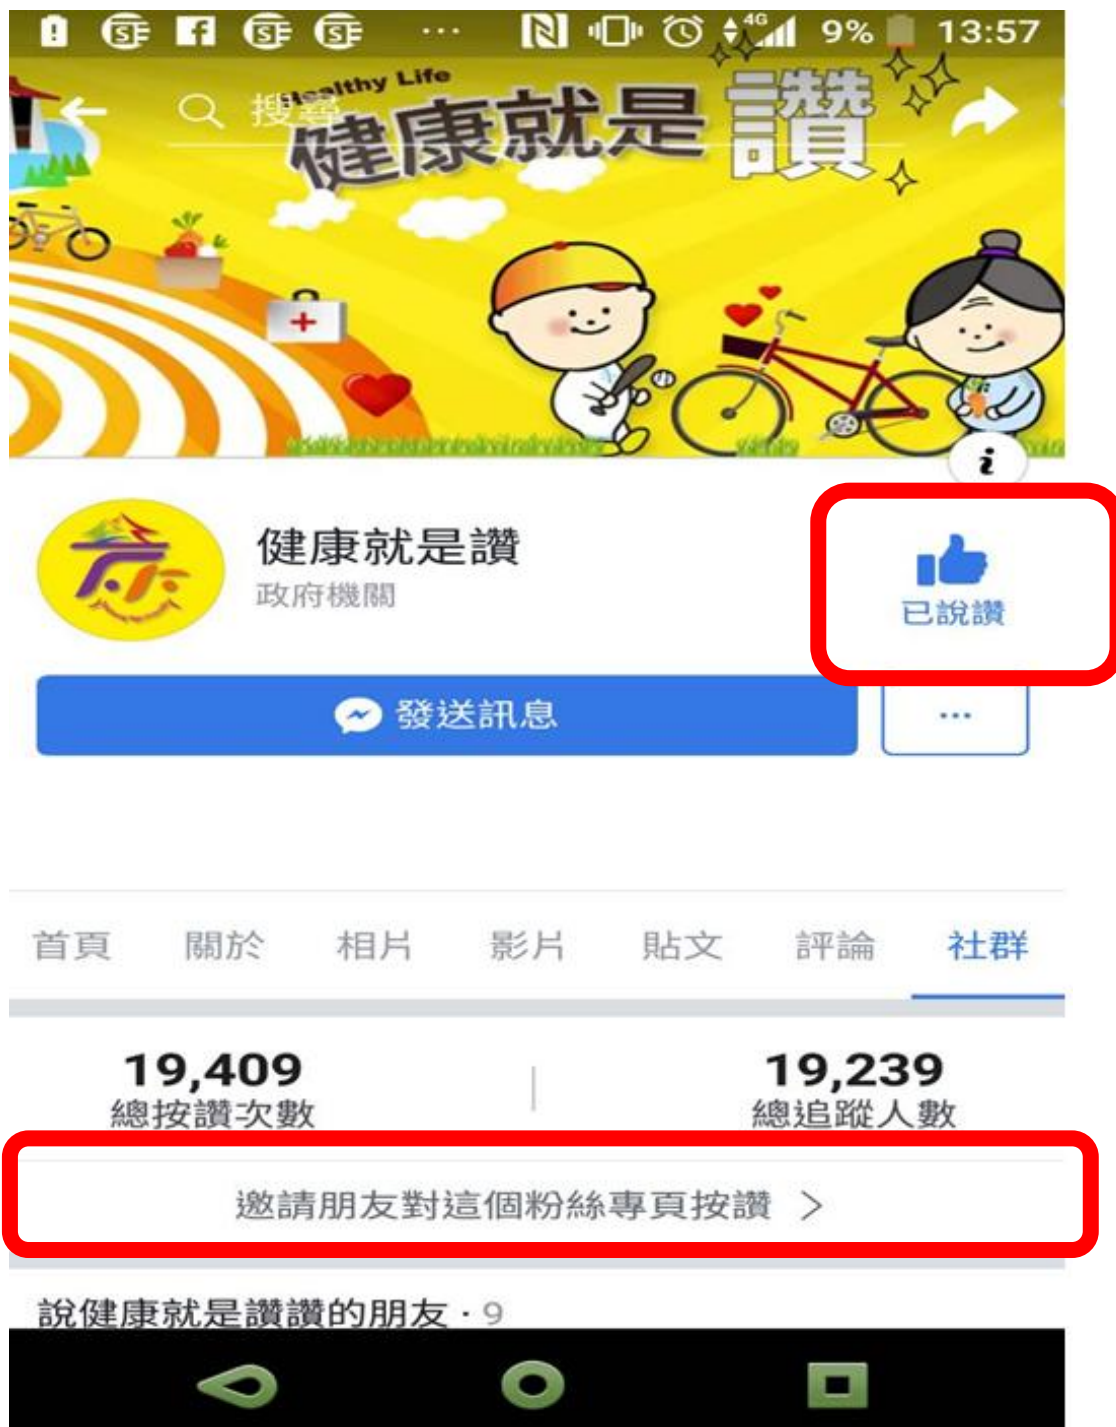 4G 9% 13:57
Healthy Life
搜尋
健康就是讚
健康就是讚
政府機關
已說讚
發送訊息
首頁 關於 相片 影片 貼文 評論 社群
19,409 19,239
總按讚次數 總追蹤人數
邀請朋友對這個粉絲專頁按讚 >
說健康就是讚讚的朋友 · 9